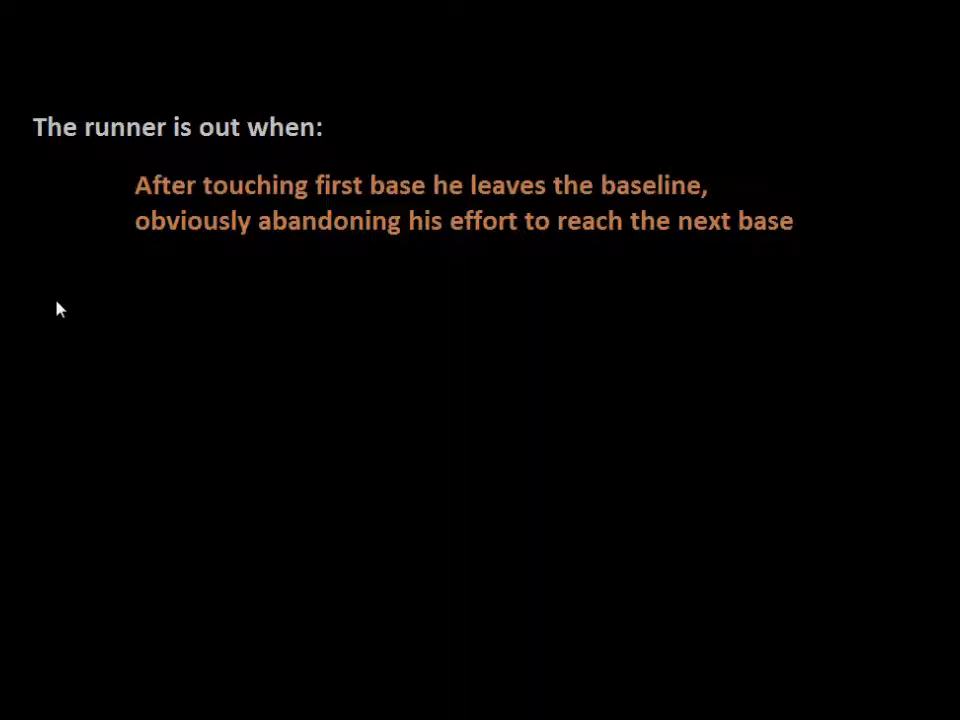 The runner is out when:
After touching first base he leaves the baseline,
obviously abandoning his effort to reach the next base